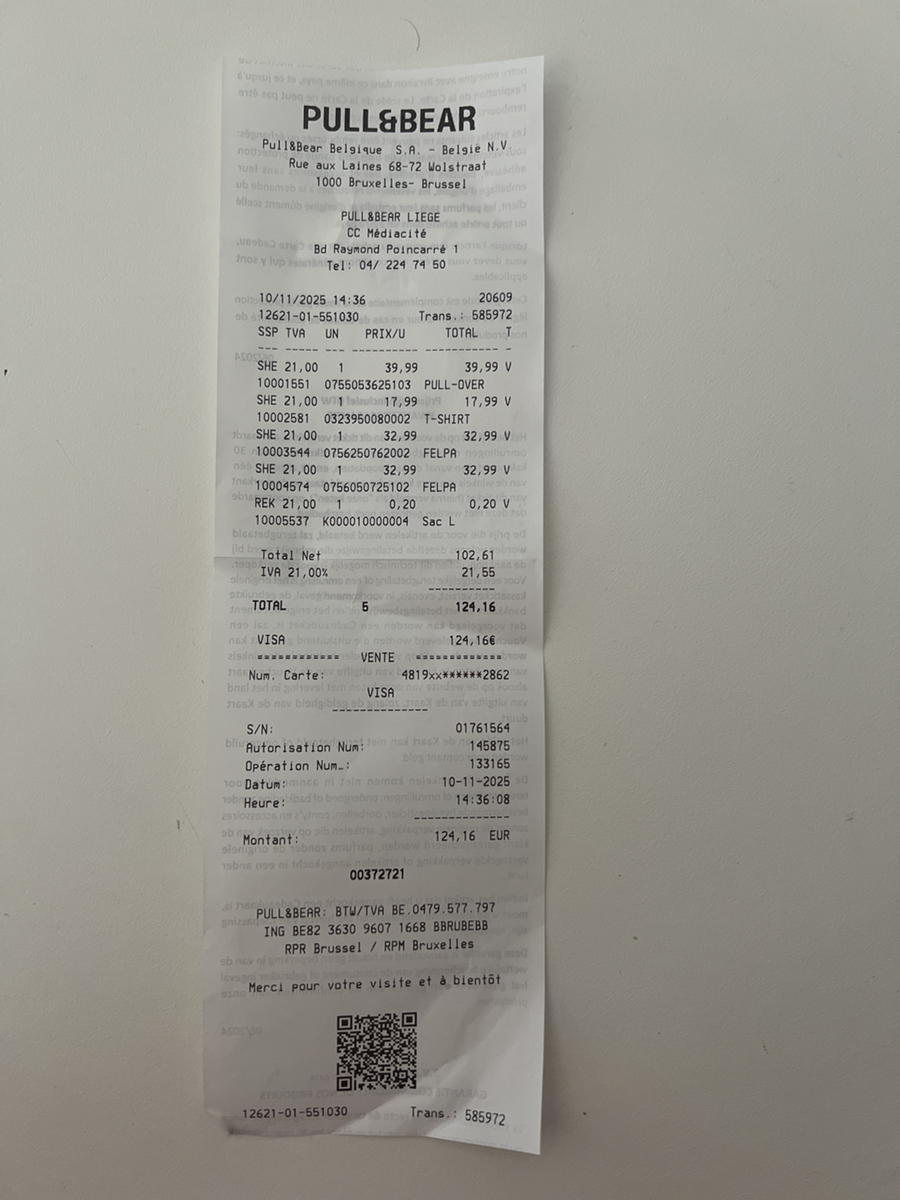 PULL&BEAR
Pull&Bear Belgique S.A. - België N.V.
Rue aux Laines 68-72 Wolstraat
1000 Bruxelles- Brussel
PULL&BEAR LIEGE
CC Médiacité
Bd Raymond Poincarré 1
Tel: 04/ 224 74 50
10/11/2025 14:36 20609
12621-01-551030 Trans.: 585972
SSP TVA UN PRIX/U TOTAL T
--- ----- --- ---------- ----------- -
SHE 21,00 1 39,99 39,99 V
10001551 0755053625103 PULL-OVER
SHE 21,00 1 17,99 17,99 V
10002581 0323950080002 T-SHIRT
SHE 21,00 1 32,99 32,99 V
10003544 0756250762002 FELPA
SHE 21,00 1 32,99 32,99 V
10004574 0756050725102 FELPA
REK 21,00 1 0,20 0,20 V
10005537 K000010000004 Sac L
Total Net 102,61
IVA 21,00% 21,55
----------
TOTAL 5 124,16
VISA 124,16€
============ VENTE ============
Num. Carte: 4819xx******2862
VISA
--------------
S/N: 01761564
Autorisation Num: 145875
Opération Num.: 133165
Datum: 10-11-2025
Heure: 14:36:08
--------------
Montant: 124,16 EUR
00372721
PULL&BEAR: BTW/TVA BE.0479.577.797
ING BE82 3630 9607 1668 BBRUBEBB
RPR Brussel / RPM Bruxelles
Merci pour votre visite et à bientôt
12621-01-551030 Trans.: 585972